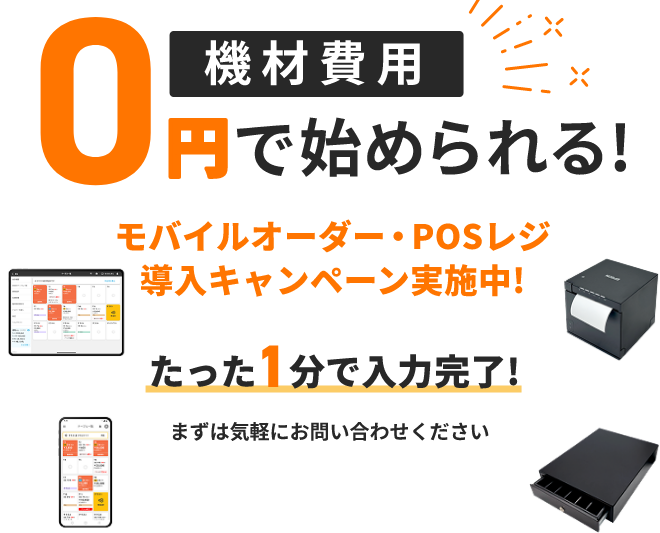 機材費用
0円で始められる!
モバイルオーダー・POSレジ
導入キャンペーン実施中!
たった1分で入力完了!
まずは気軽にお問い合わせください